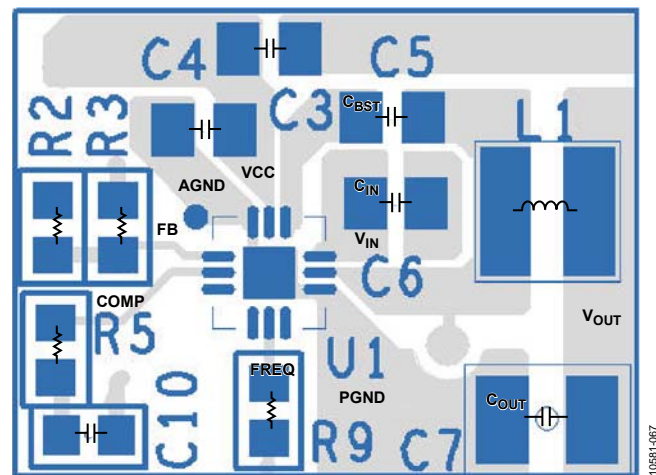 C4
C5
R2
R3
C3
CBST
L1
VCC
AGND
CIN
FB
VIN
C6
COMP
R5
VOUT
FREQ
U1
PGND
COUT
C10
R9
C7
10581-067